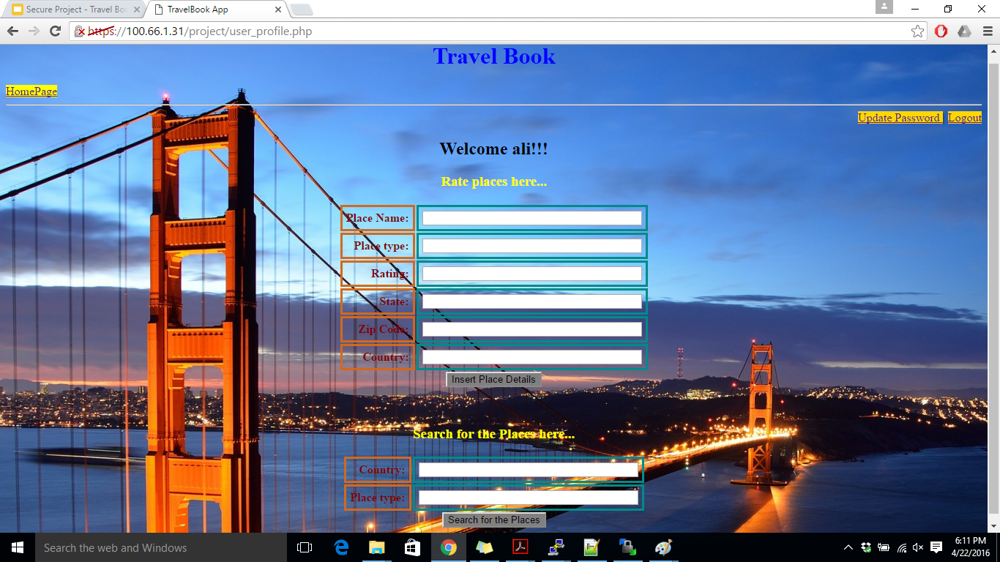 Secure Project - Travel Bo
TravelBook App
https://100.66.1.31/project/user_profile.php
Travel Book
HomePage
Update Password | Logout
Welcome ali!!!
Rate places here...
Place Name:
Place type:
Rating:
State:
Zip Code:
Country:
Insert Place Details
Search for the Places here...
Country:
Place type:
Search for the Places
Search the web and Windows
6:11 PM
4/22/2016